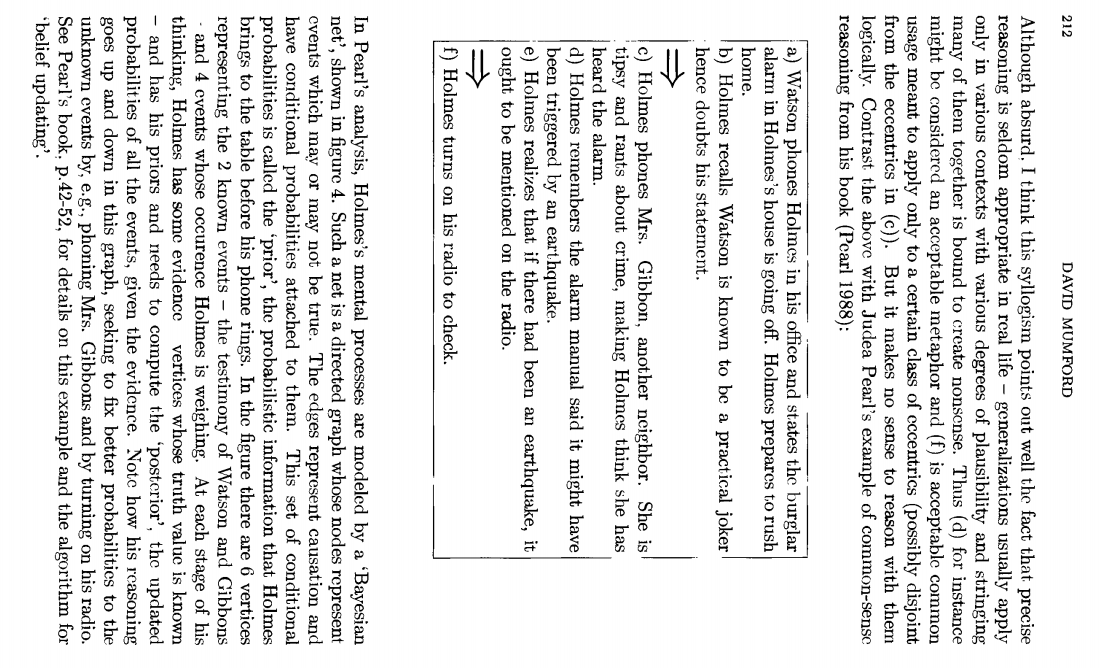 212 DAVID MUMFORD
Although absurd, I think this syllogism points out well the fact that precise
reasoning is seldom appropriate in real life – generalizations usually apply
only in various contexts with various degrees of plausibility and stringing
many of them together is bound to create nonsense. Thus (d) for instance
might be considered an acceptable metaphor and (f) is acceptable common
usage meant to apply only to a certain class of eccentrics (possibly disjoint
from the eccentrics in (c)). But it makes no sense to reason with them
logically. Contrast the above with Judea Pearl's example of common-sense
reasoning from his book (Pearl 1988):
a) Watson phones Holmes in his office and states the burglar
alarm in Holmes's house is going off. Holmes prepares to rush
home.
b) Holmes recalls Watson is known to be a practical joker
hence doubts his statement.
⇒
c) Holmes phones Mrs. Gibbon, another neighbor. She is
tipsy and rants about crime, making Holmes think she has
heard the alarm.
d) Holmes remembers the alarm manual said it might have
been triggered by an earthquake.
e) Holmes realizes that if there had been an earthquake, it
ought to be mentioned on the radio.
⇒
f) Holmes turns on his radio to check.
In Pearl's analysis, Holmes' mental processes are modeled by a 'Bayesian
net', shown in figure 4. Such a net is a directed graph whose nodes represent
events which may or may not be true. The edges represent causation and
have conditional probabilities attached to them. This set of conditional
probabilities is called the 'prior', the probabilistic information that Holmes
brings to the table before his phone rings. In the figure there are 6 vertices
representing the 2 known events – the testimony of Watson and Gibbons
- and 4 events whose occurence Holmes is weighing. At each stage of his
thinking, Holmes has some evidence vertices whose truth value is known
– and has his priors and needs to compute the 'posterior', the updated
probabilities of all the events, given the evidence. Note how his reasoning
goes up and down in this graph, seeking to fix better probabilities to the
unknown events by, e.g., phoning Mrs. Gibbons and by turning on his radio.
See Pearl's book, p.42-52, for details on this example and the algorithm for
'belief updating'.